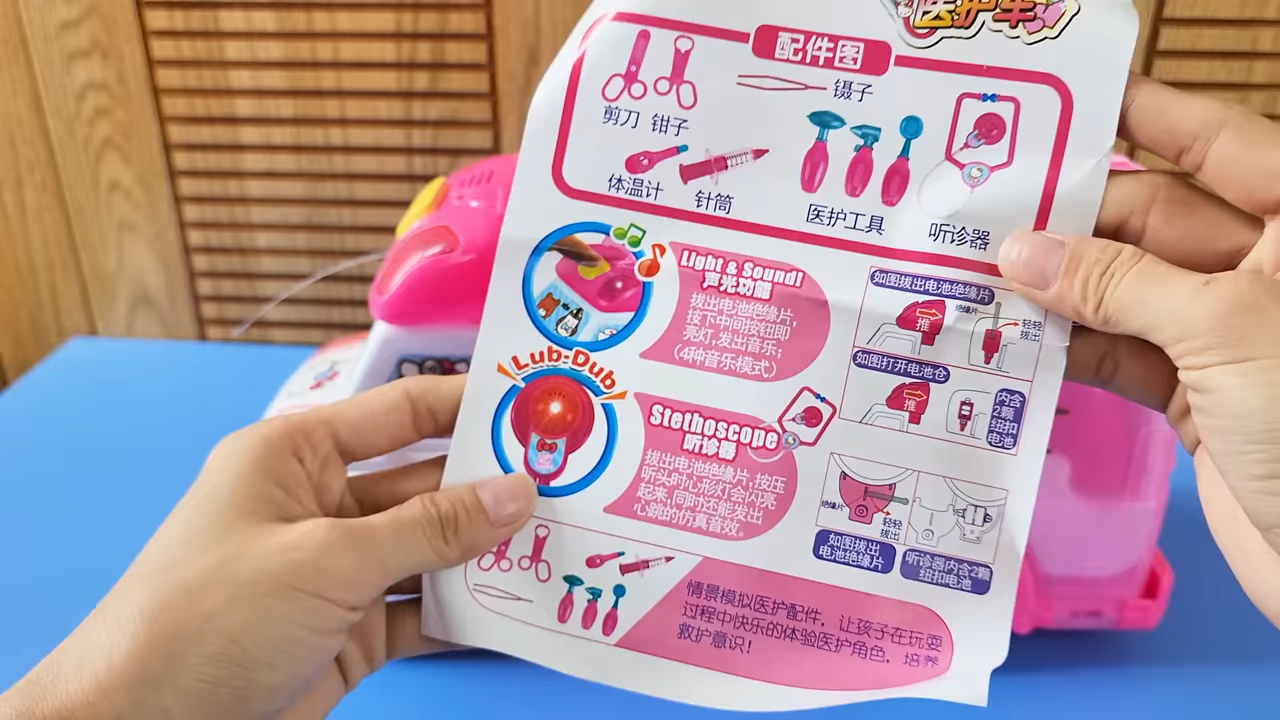 医护车
配件图
镊子
剪刀 钳子
体温计
针筒
医护工具
听诊器
Light & Sound!
声光功能
拔出电池绝缘片,
按下中间按钮即
亮灯,发出音乐;
(4种音乐模式)
如图拔出电池绝缘片
绝缘片
推
轻轻
拔出
如图打开电池仓
推
内含
2颗
纽扣
电池
Lub-Dub
Stethoscope
听诊器
拔出电池绝缘片,按压
听头时心形灯会闪亮
起来,同时还能发出
心跳的仿真音效。
绝缘片
轻轻
拔出
如图拔出
电池绝缘片
听诊器内含2颗
纽扣电池
情景模拟医护配件,让孩子在玩耍
过程中快乐的体验医护角色,培养
救护意识!